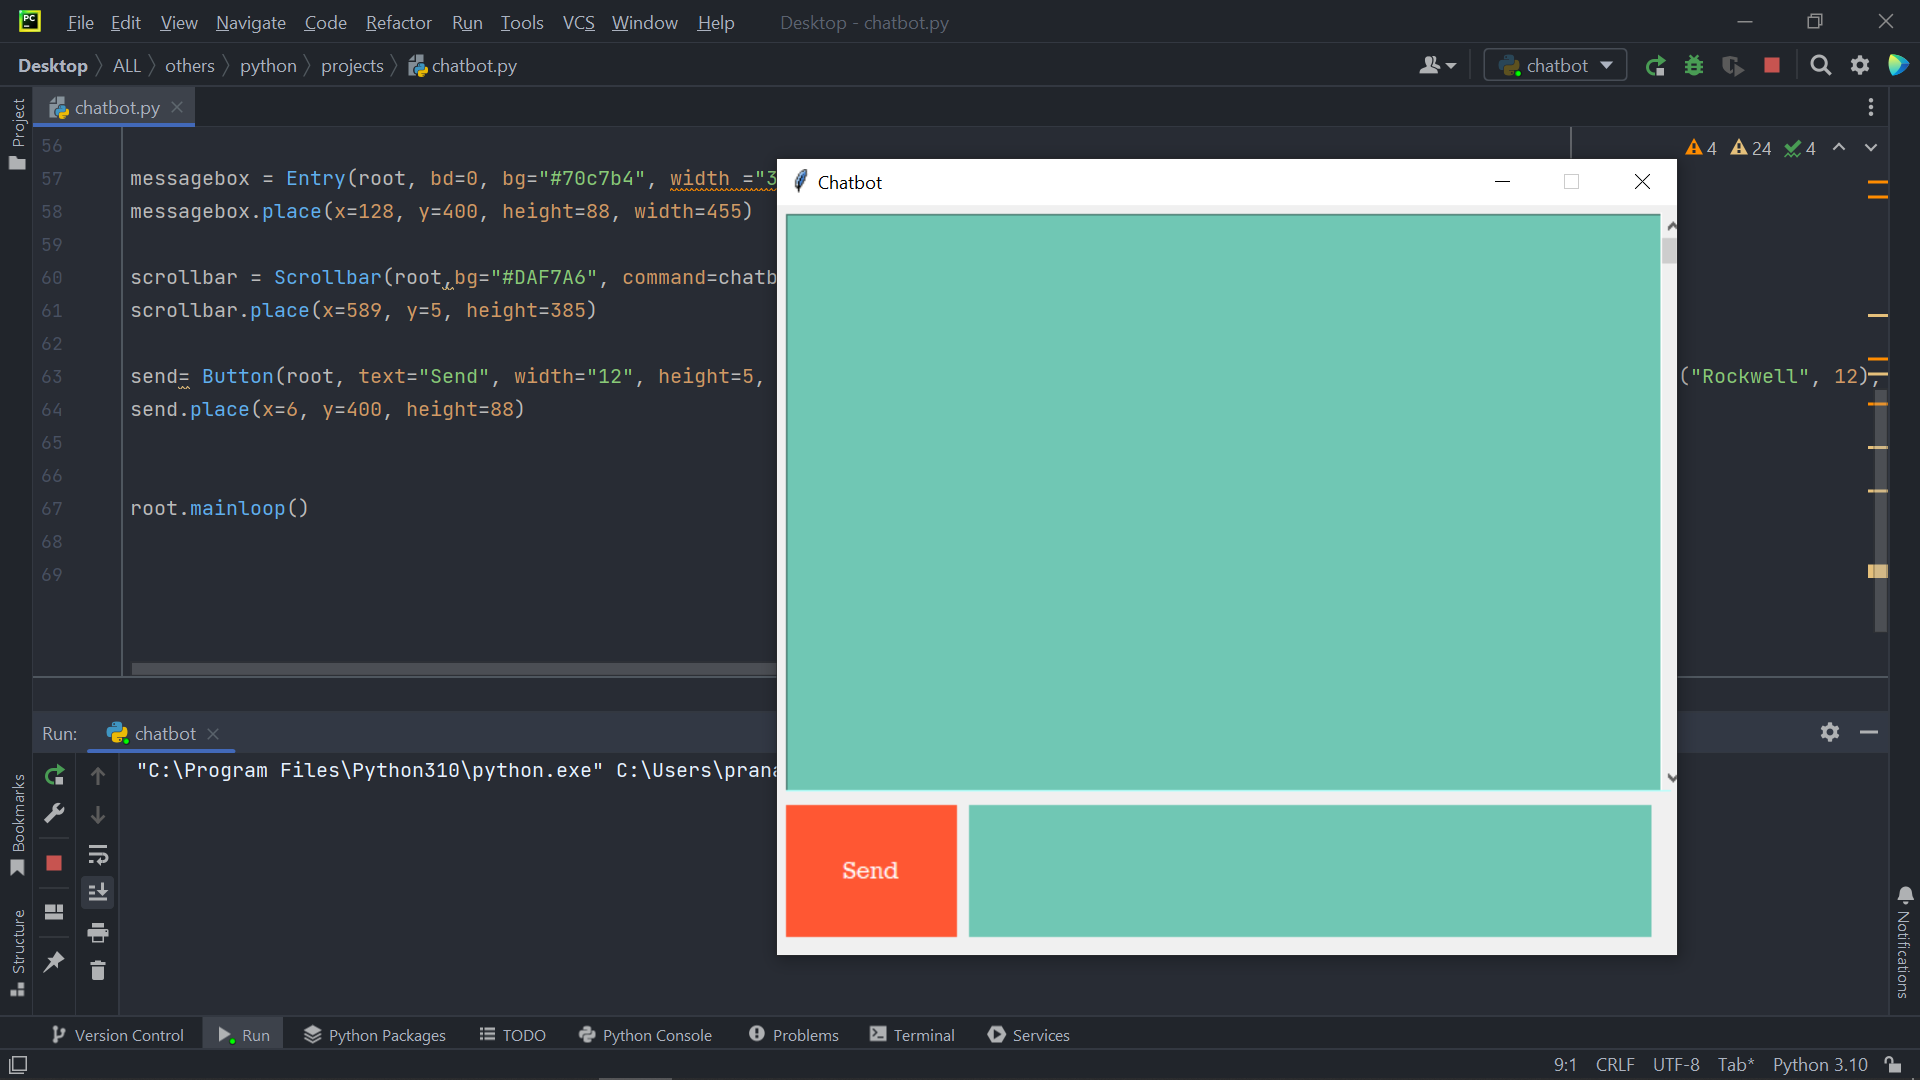 File Edit View Navigate Code Refactor Run Tools VCS Window Help Desktop - chatbot.py
Desktop ALL others python projects chatbot.py chatbot
Project
chatbot.py
4 24 4
56
57 messagebox = Entry(root, bd=0, bg="#70c7b4", width ="3
58 messagebox.place(x=128, y=400, height=88, width=455)
59
60 scrollbar = Scrollbar(root,bg="#DAF7A6", command=chatb
61 scrollbar.place(x=589, y=5, height=385)
62
63 send= Button(root, text="Send", width="12", height=5, ("Rockwell", 12),
64 send.place(x=6, y=400, height=88)
65
66
67 root.mainloop()
68
69
Chatbot
Send
Run: chatbot
"C:\Program Files\Python310\python.exe" C:\Users\prana
Bookmarks
Structure
Notifications
Version Control Run Python Packages TODO Python Console Problems Terminal Services
9:1 CRLF UTF-8 Tab* Python 3.10